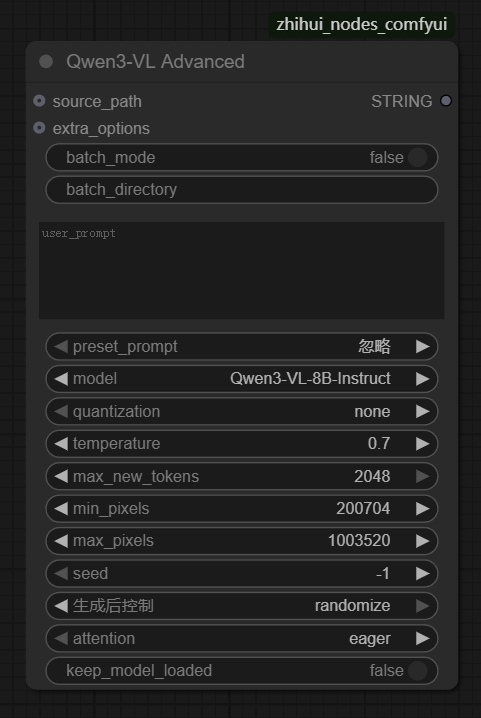 zhihui_nodes_comfyui
Qwen3-VL Advanced
source_path STRING
extra_options
batch_mode false
batch_directory
user_prompt
preset_prompt 忽略
model Qwen3-VL-8B-Instruct
quantization none
temperature 0.7
max_new_tokens 2048
min_pixels 200704
max_pixels 1003520
seed -1
生成后控制 randomize
attention eager
keep_model_loaded false